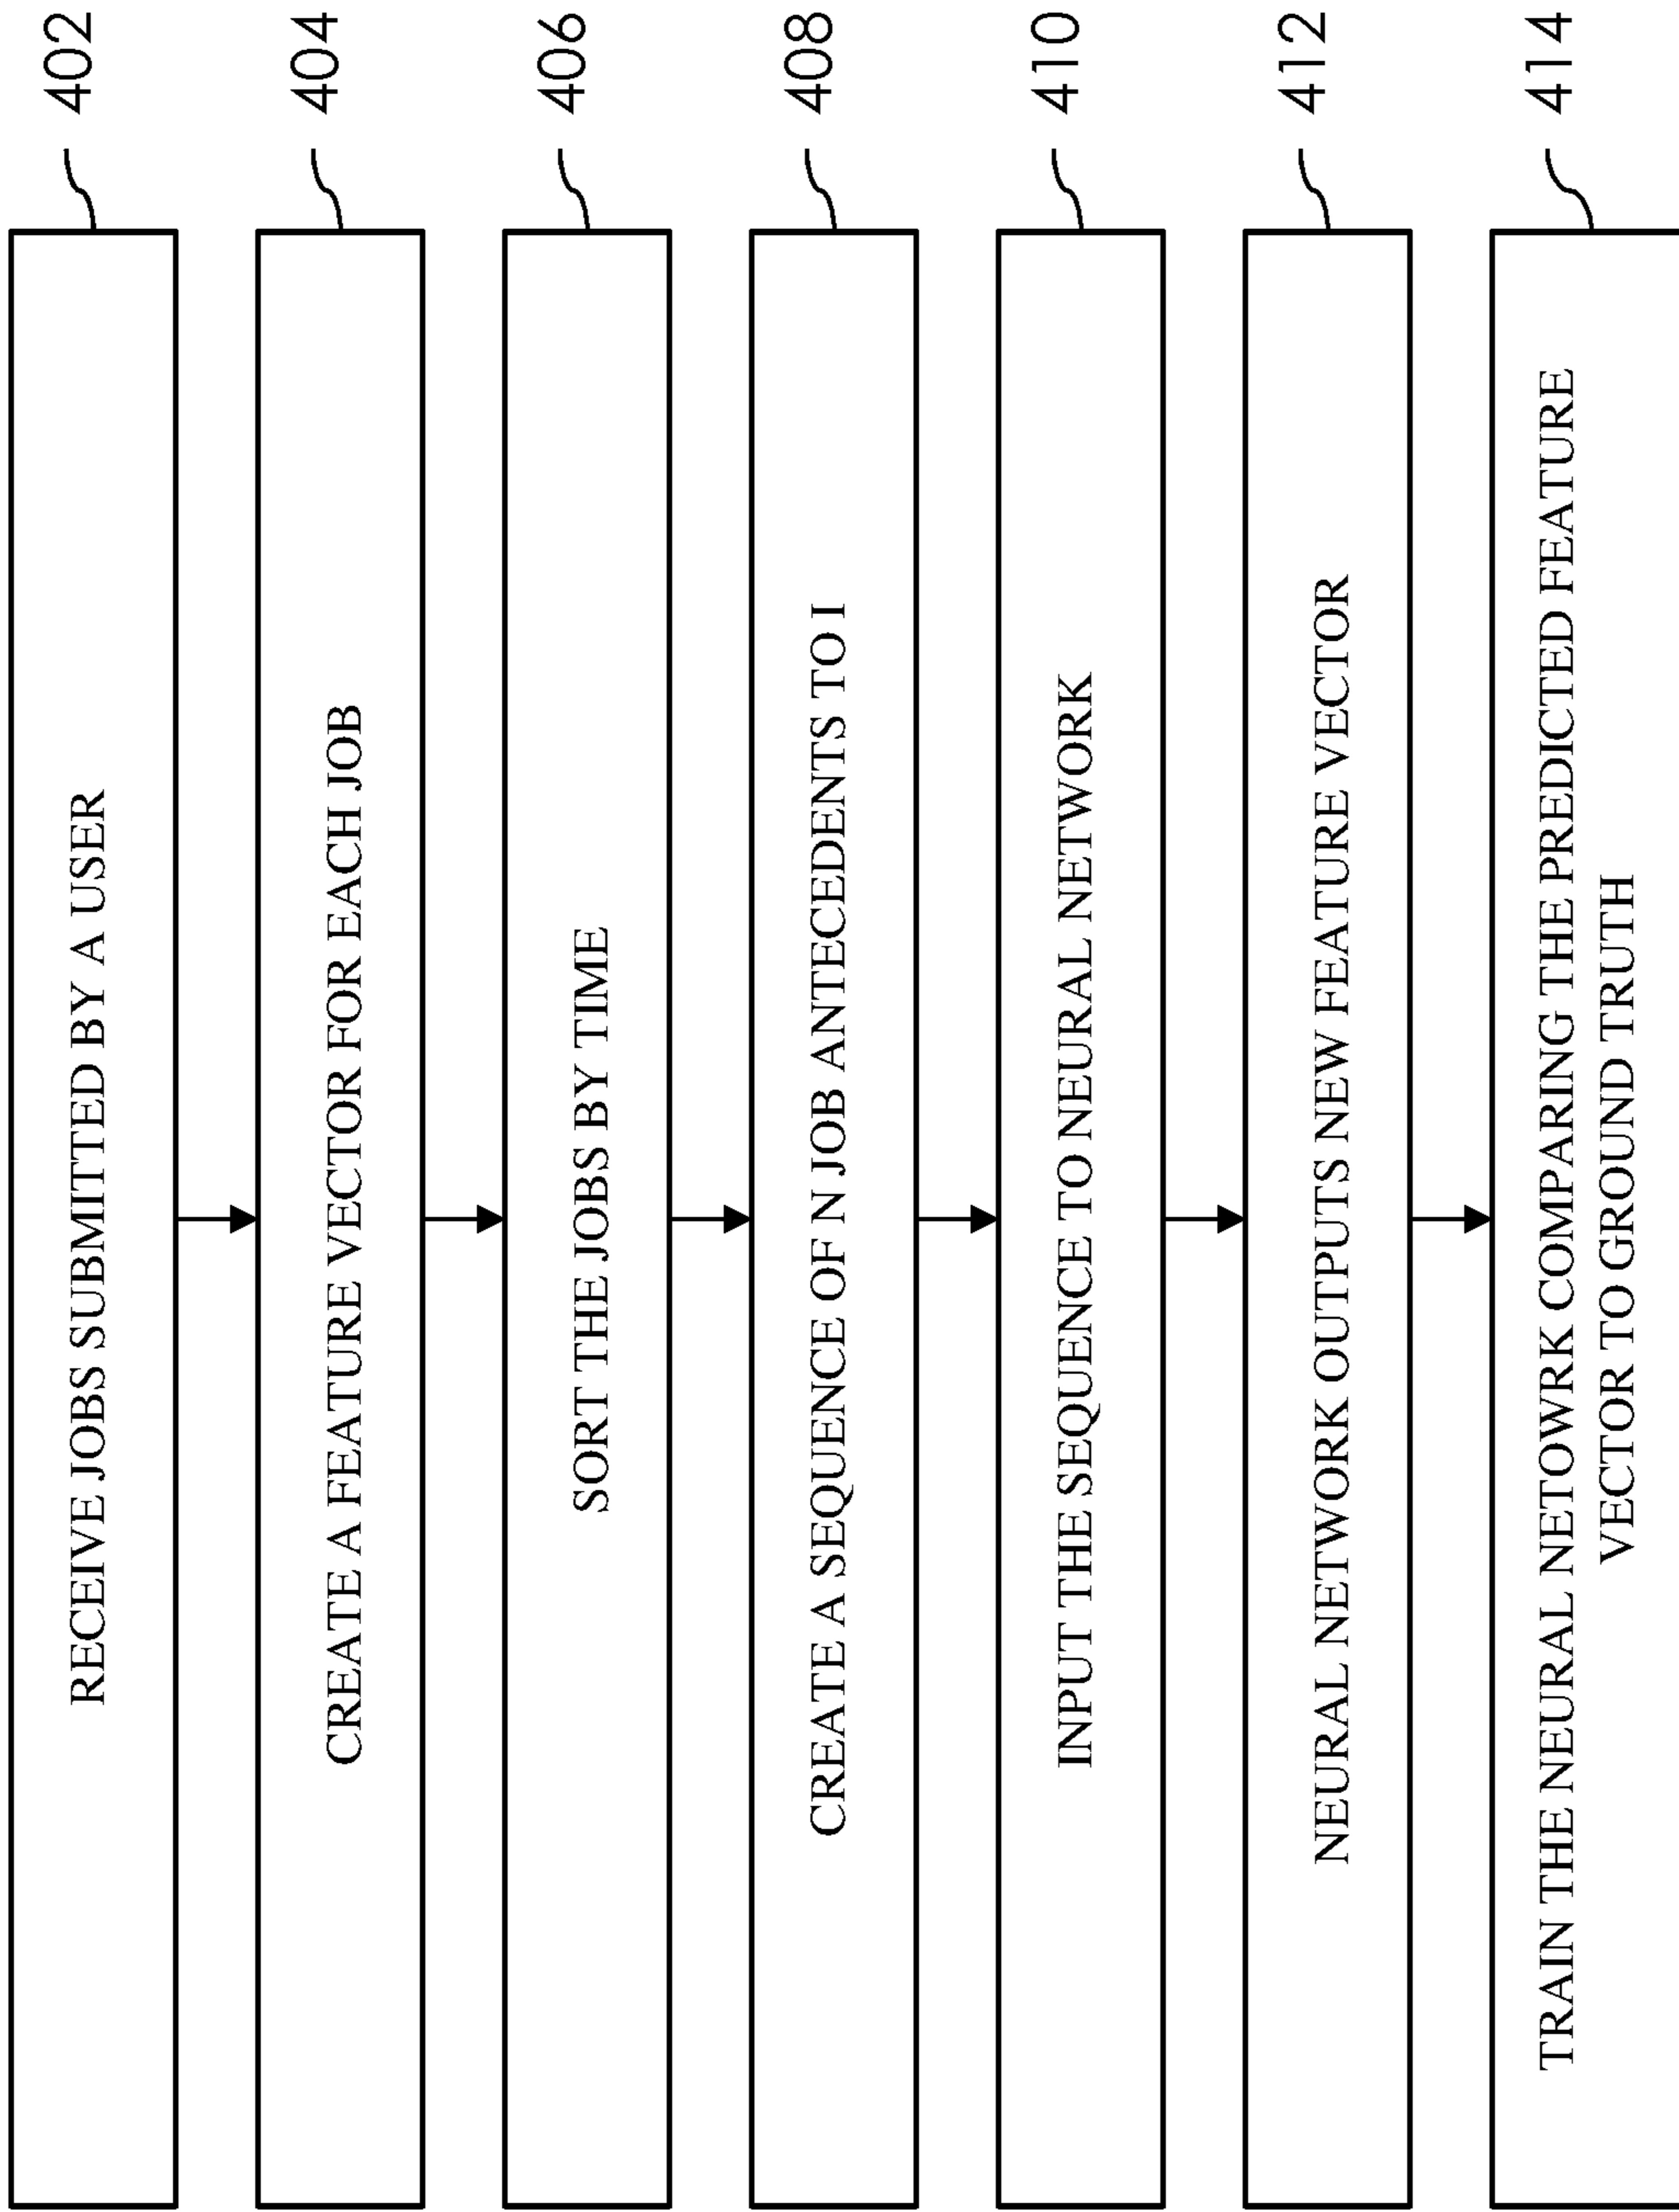 RECEIVE JOBS SUBMITTED BY A USER
402
CREATE A FEATURE VECTOR FOR EACH JOB
404
SORT THE JOBS BY TIME
406
CREATE A SEQUENCE OF N JOB ANTECEDENTS TO I
408
INPUT THE SEQUENCE TO NEURAL NETWORK
410
NEURAL NETWORK OUTPUTS NEW FEATURE VECTOR
412
TRAIN THE NEURAL NETOWRK COMPARING THE PREDICTED FEATURE
VECTOR TO GROUND TRUTH
414